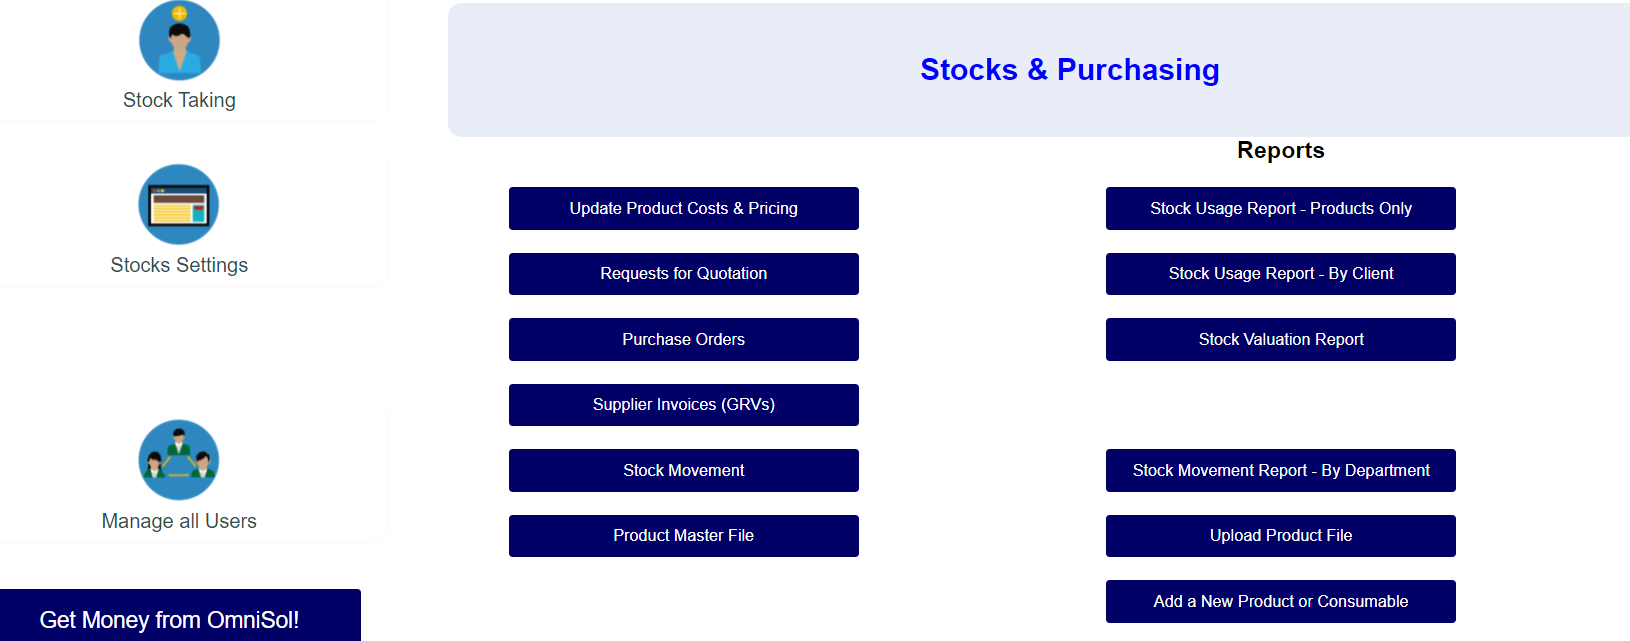 Stock Taking
Stocks Settings
Manage all Users
Get Money from OmniSol!
Stocks & Purchasing
Update Product Costs & Pricing
Requests for Quotation
Purchase Orders
Supplier Invoices (GRVs)
Stock Movement
Product Master File
Reports
Stock Usage Report - Products Only
Stock Usage Report - By Client
Stock Valuation Report
Stock Movement Report - By Department
Upload Product File
Add a New Product or Consumable